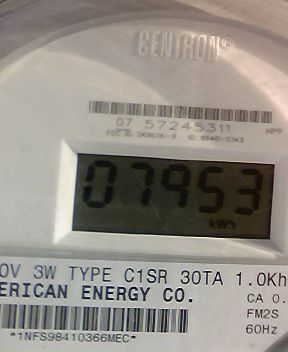 CENTRON®
07 57245311
07953
kWh
0V 3W TYPE C1SR 30TA 1.0Kh
ERICAN ENERGY CO.
CA 0.
FM2S
60Hz
*1NFS98410366MEC*